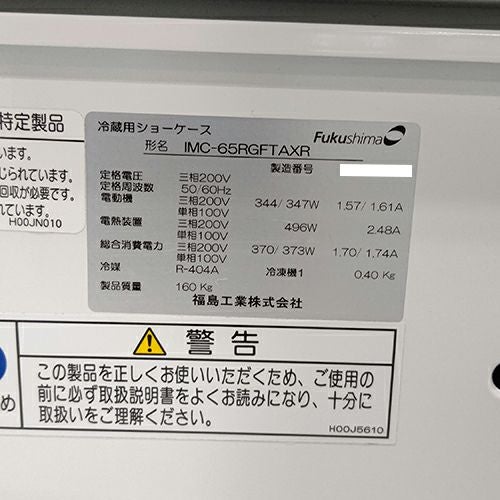 特定製品
います。
じられています。
回収が必要です。
います。
H00JN010
冷蔵用ショーケース
Fukushima
形名 IMC-65RGFTAXR
製造番号
定格電圧 三相200V
定格周波数 50/60Hz
電動機 三相200V 344/347W 1.57/1.61A
単相100V
電熱装置 三相200V
単相100V 496W 2.48A
総合消費電力 三相200V 370/373W 1.70/1.74A
単相100V
冷媒 R-404A 冷凍機1 0.40 Kg
製品質量 160 Kg
福島工業株式会社
警告
この製品を正しくお使いいただくため、ご使用の
前に必ず取扱説明書をよくお読みになり、十分に
取扱いをご理解ください。
H00J5610
め